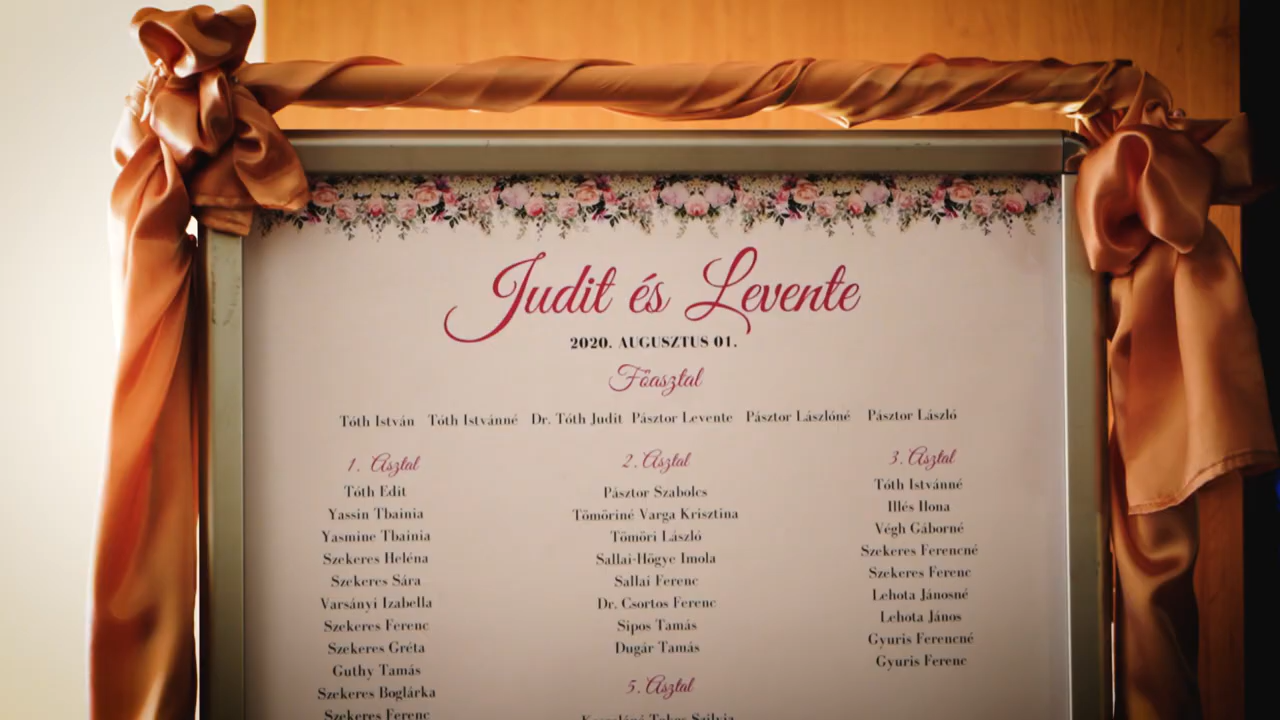 Judit és Levente
2020. AUGUSZTUS 01.
Főasztal
Tóth István Tóth Istvánné Dr. Tóth Judit Pásztor Levente Pásztor Lászlóné Pásztor László
1. Asztal
Tóth Edit
Yassin Tbainia
Yasmine Tbainia
Szekeres Heléna
Szekeres Sára
Varsányi Izabella
Szekeres Ferenc
Szekeres Gréta
Guthy Tamás
Szekeres Boglárka
Szekeres Ferenc
2. Asztal
Pásztor Szabolcs
Tömöriné Varga Krisztina
Tömöri László
Sallai-Högye Imola
Sallai Ferenc
Dr. Csortos Ferenc
Sipos Tamás
Dugár Tamás
5. Asztal
Szilvia
3. Asztal
Tóth Istvánné
Illés Ilona
Végh Gáborné
Szekeres Ferencné
Szekeres Ferenc
Lehota Jánosné
Lehota János
Gyuris Ferencné
Gyuris Ferenc